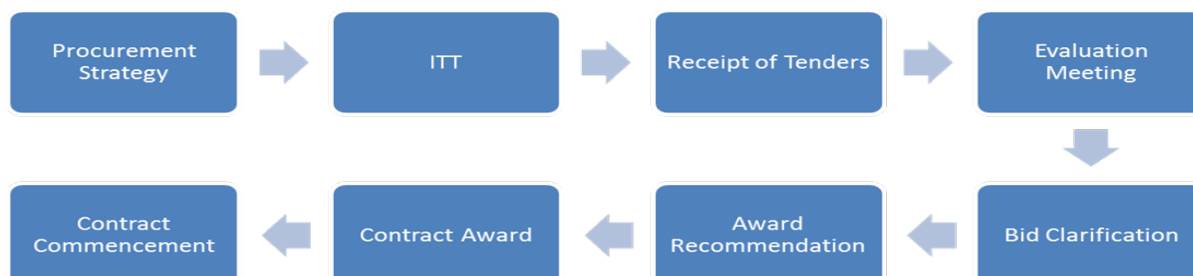 Procurement
Strategy
ITT
Receipt of Tenders
Evaluation
Meeting
Bid Clarification
Award
Recommendation
Contract Award
Contract
Commencement